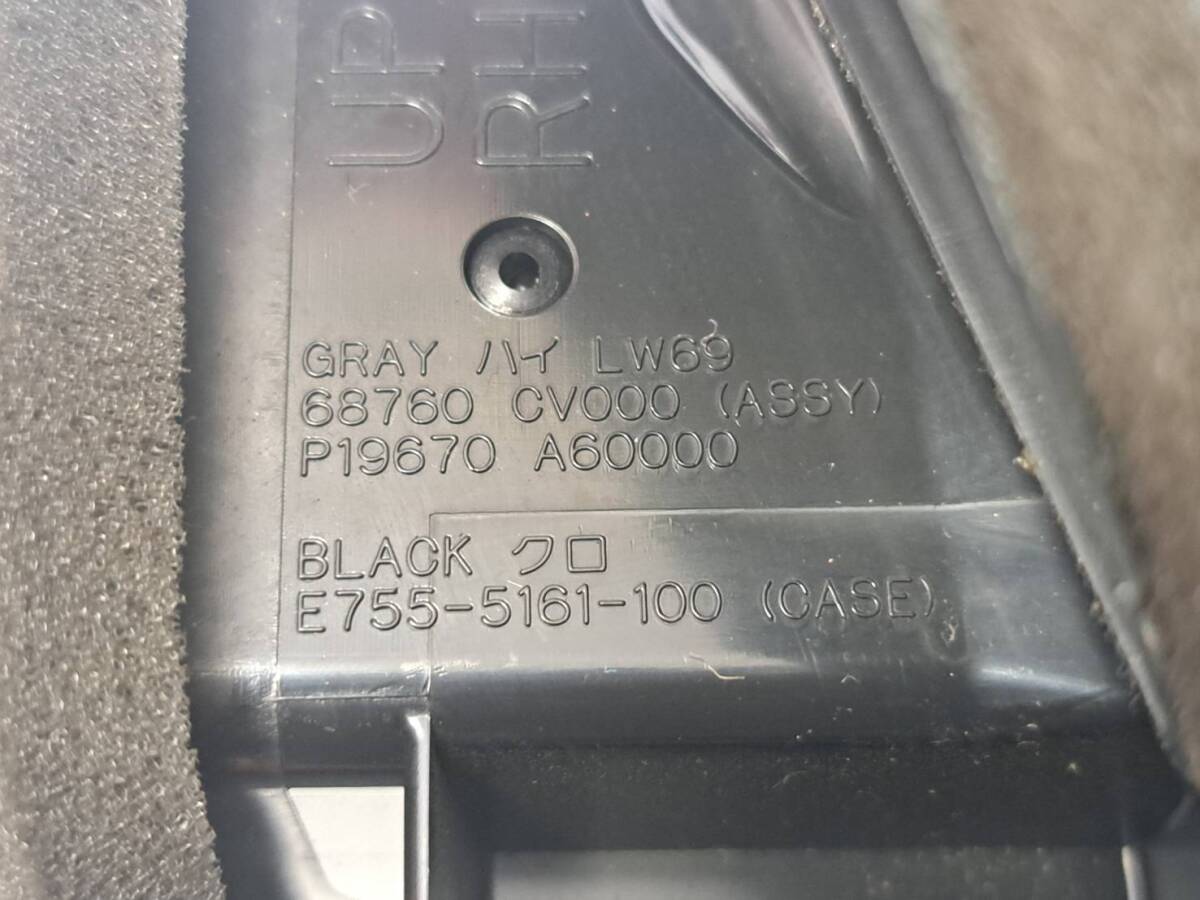 UP
RH
GRAY ハイ LW69
68760 CV000 (ASSY)
P19670 A60000
BLACK クロ
E755-5161-100 (CASE)